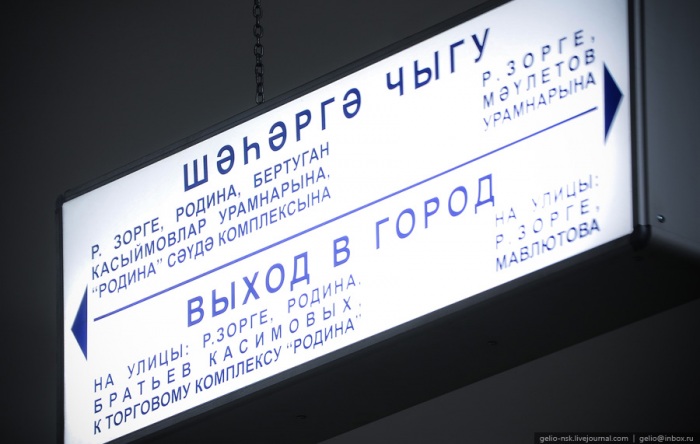 ШӘҺӘРГӘ ЧЫГУ
Р. ЗОРГЕ, РОДИНА, БЕРТУГАН
КАСЫЙМОВЛАР УРАМНАРЫНА,
"РОДИНА" СӘҮДӘ КОМПЛЕКСЫНА
Р. ЗОРГЕ,
МӘҮЛЕТОВ
УРАМНАРЫНА
ВЫХОД В ГОРОД
НА УЛИЦЫ: Р.ЗОРГЕ, РОДИНА,
БРАТЬЕВ КАСИМОВЫХ,
К ТОРГОВОМУ КОМПЛЕКСУ "РОДИНА"
НА УЛИЦЫ:
Р. ЗОРГЕ,
МАВЛЮТОВА
gelio-nsk.livejournal.com | gelio@inbox.ru